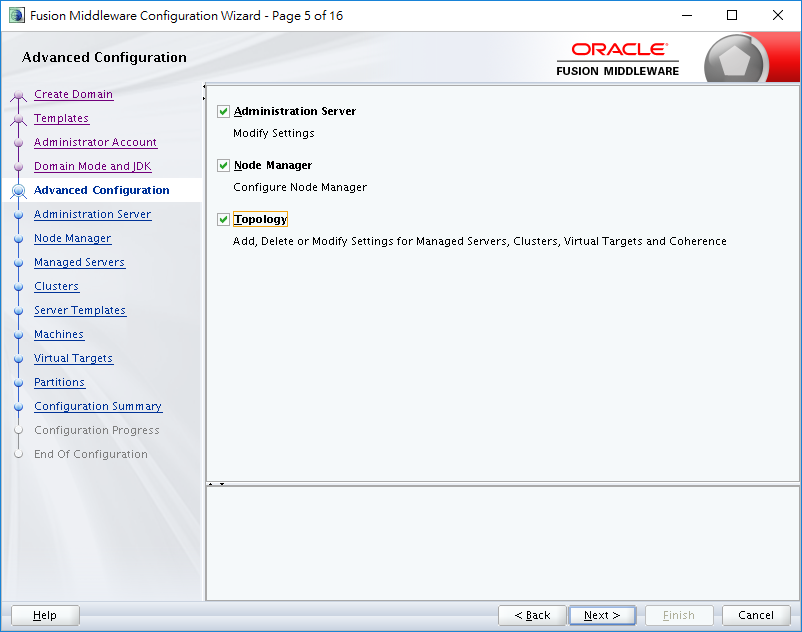 Fusion Middleware Configuration Wizard - Page 5 of 16
Advanced Configuration
ORACLE
FUSION MIDDLEWARE
Create Domain
Templates
Administrator Account
Domain Mode and JDK
Advanced Configuration
Administration Server
Node Manager
Managed Servers
Clusters
Server Templates
Machines
Virtual Targets
Partitions
Configuration Summary
Configuration Progress
End Of Configuration
Administration Server
Modify Settings
Node Manager
Configure Node Manager
Topology
Add, Delete or Modify Settings for Managed Servers, Clusters, Virtual Targets and Coherence
Help
< Back
Next >
Finish
Cancel